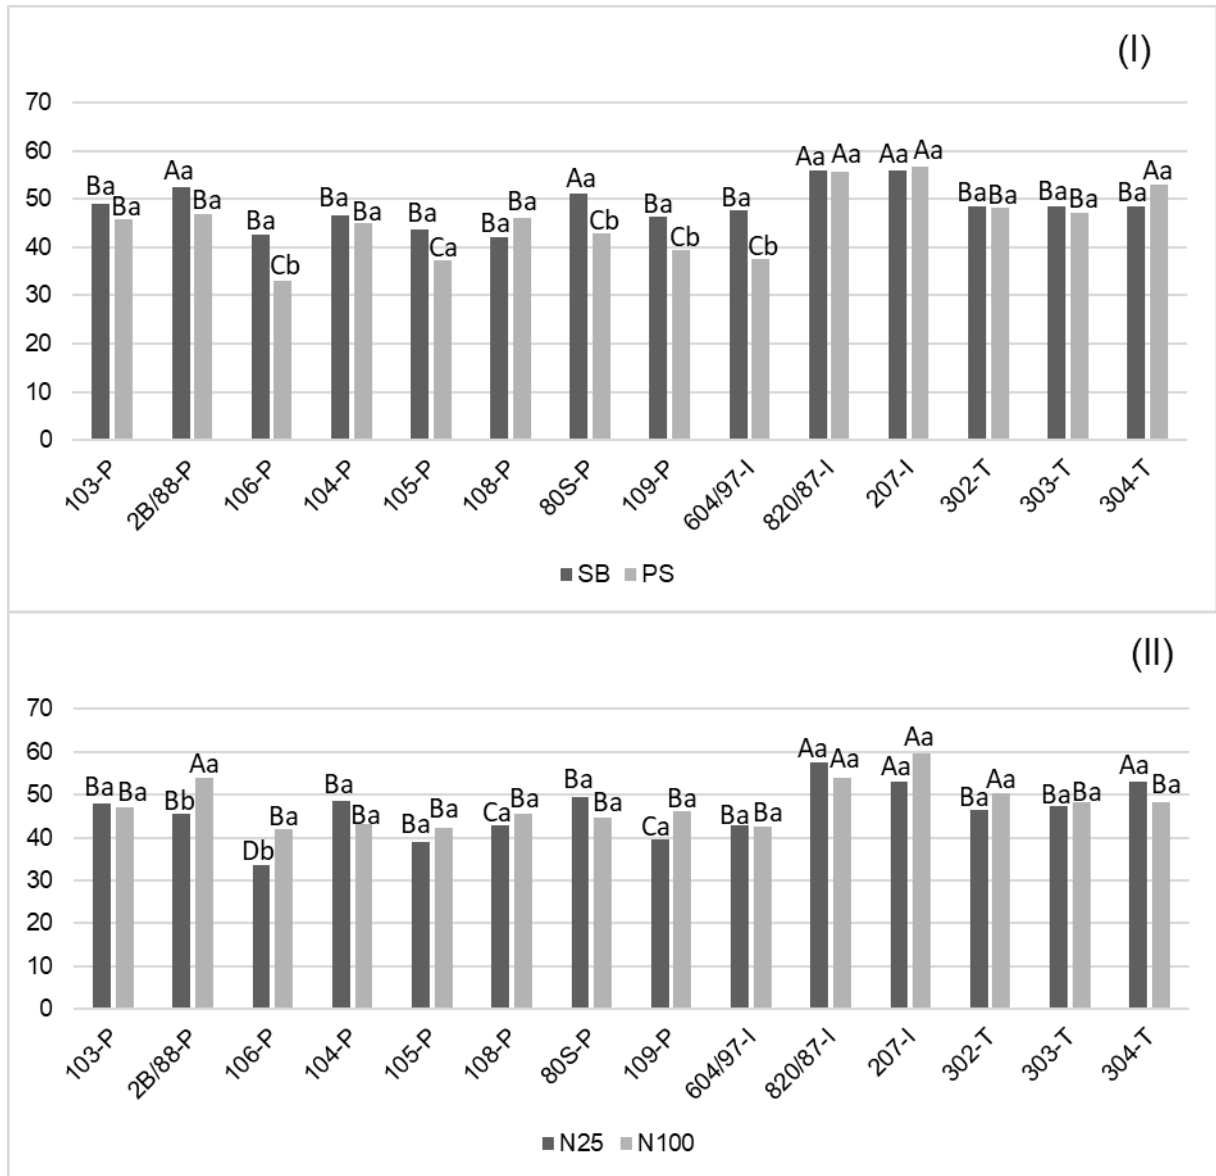 (I)
70
60
50
40
30
20
10
0
Ba Ba Aa Ba Ba Cb Ba Ba Ba Ca Ba Ba Aa Cb Ba Cb Ba Cb Aa Aa Aa Aa Ba Ba Ba Ba Ba Aa
103-P 2B/88-P 106-P 104-P 105-P 108-P 80S-P 109-P 604/97-I 820/87-I 207-I 302-T 303-T 304-T
SB PS
(II)
70
60
50
40
30
20
10
0
Ba Ba Bb Aa Db Ba Ba Ba Ba Ba Ca Ba Ba Ba Ca Ba Ba Ba Aa Aa Aa Aa Ba Aa Ba Ba Aa Ba
103-P 2B/88-P 106-P 104-P 105-P 108-P 80S-P 109-P 604/97-I 820/87-I 207-I 302-T 303-T 304-T
N25 N100